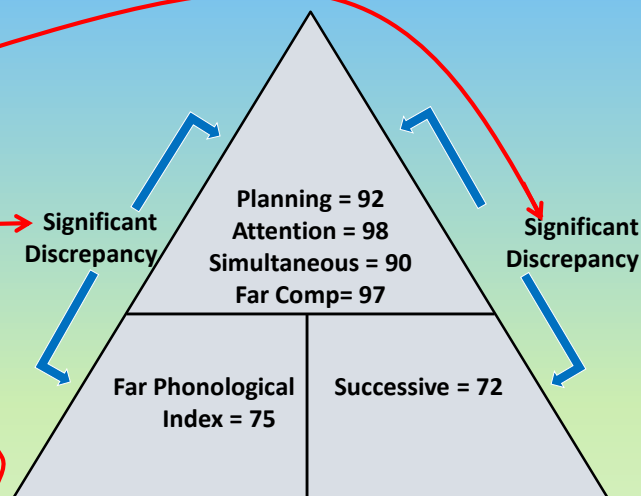 Planning = 92
Attention = 98
Simultaneous = 90
Far Comp= 97
Significant
Discrepancy
Significant
Discrepancy
Far Phonological
Index = 75
Successive = 72